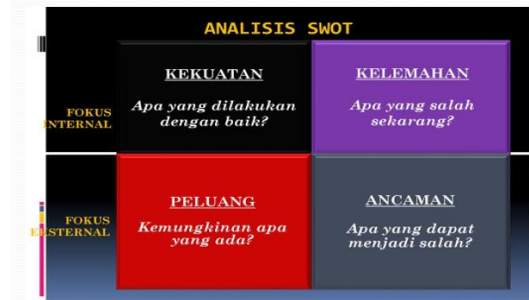 ANALISIS SWOT
KEKUATAN
Apa yang dilakukan
dengan baik?
KELEMAHAN
Apa yang salah
sekarang?
FOKUS
INTERNAL
PELUANG
Kemungkinan apa
yang ada?
ANCAMAN
Apa yang dapat
menjadi salah?
FOKUS
EKSTERNAL